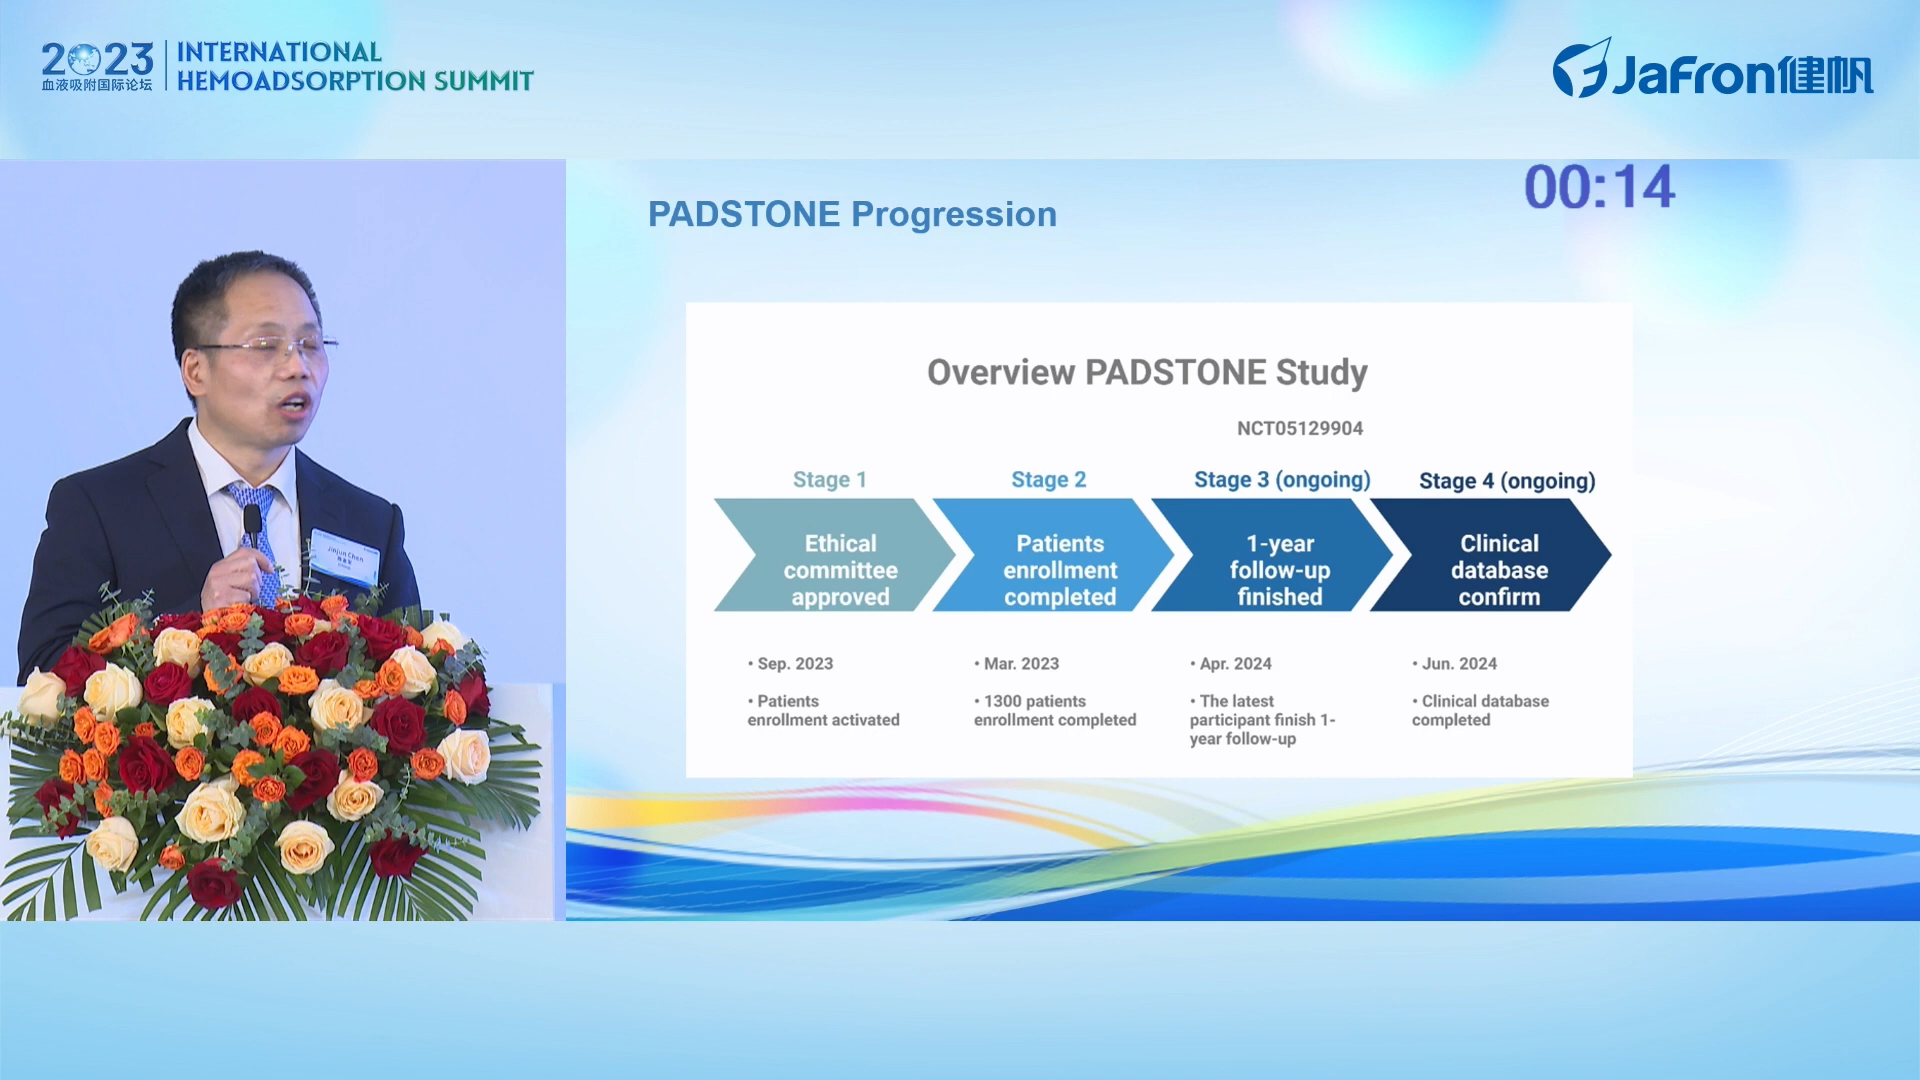 2023
血液吸附国际论坛
INTERNATIONAL
HEMOADSORPTION SUMMIT
JaFron健帆
00:14
PADSTONE Progression
Overview PADSTONE Study
NCT05129904
Stage 1
Ethical
committee
approved
• Sep. 2023
• Patients
enrollment activated
Stage 2
Patients
enrollment
completed
• Mar. 2023
• 1300 patients
enrollment completed
Stage 3 (ongoing)
1-year
follow-up
finished
• Apr. 2024
• The latest
participant finish 1-
year follow-up
Stage 4 (ongoing)
Clinical
database
confirm
• Jun. 2024
• Clinical database
completed
Jinjun Chen